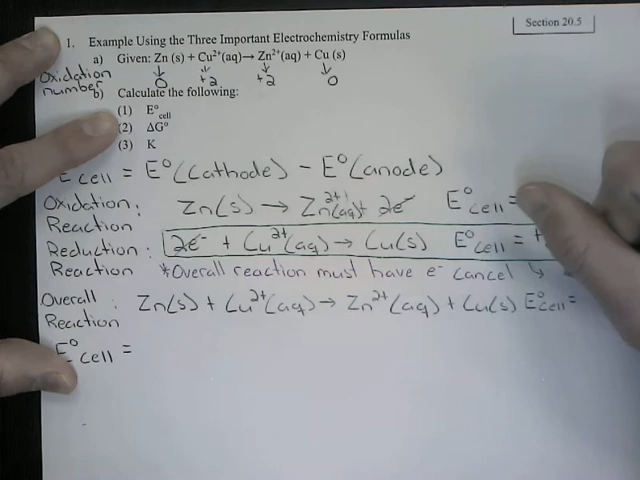 Section 20.5
1. Example Using the Three Important Electrochemistry Formulas
a) Given: Zn (s) + Cu²⁺(ac)→ Zn²⁺(aq) + Cu (s)
Oxidation number ↓ 0 ↓ +2 ↓ +2 ↓ 0
b) Calculate the following:
(1) E°cell
(2) ΔG°
(3) K
E cell = E°(Cathode) - E°(anode)
Oxidation: Zn(s) → Zn²⁺(aq)+ 2e⁻ E°cell =
Reaction
Reduction: 2e⁻ + Cu²⁺(aq) → Cu(s) E°cell = +
Reaction *Overall reaction must have e⁻ cancel ↓
Overall : Zn(s) + Cu²⁺(aq) → Zn²⁺(aq) + Cu(s) E°cell =
Reaction
E°cell =